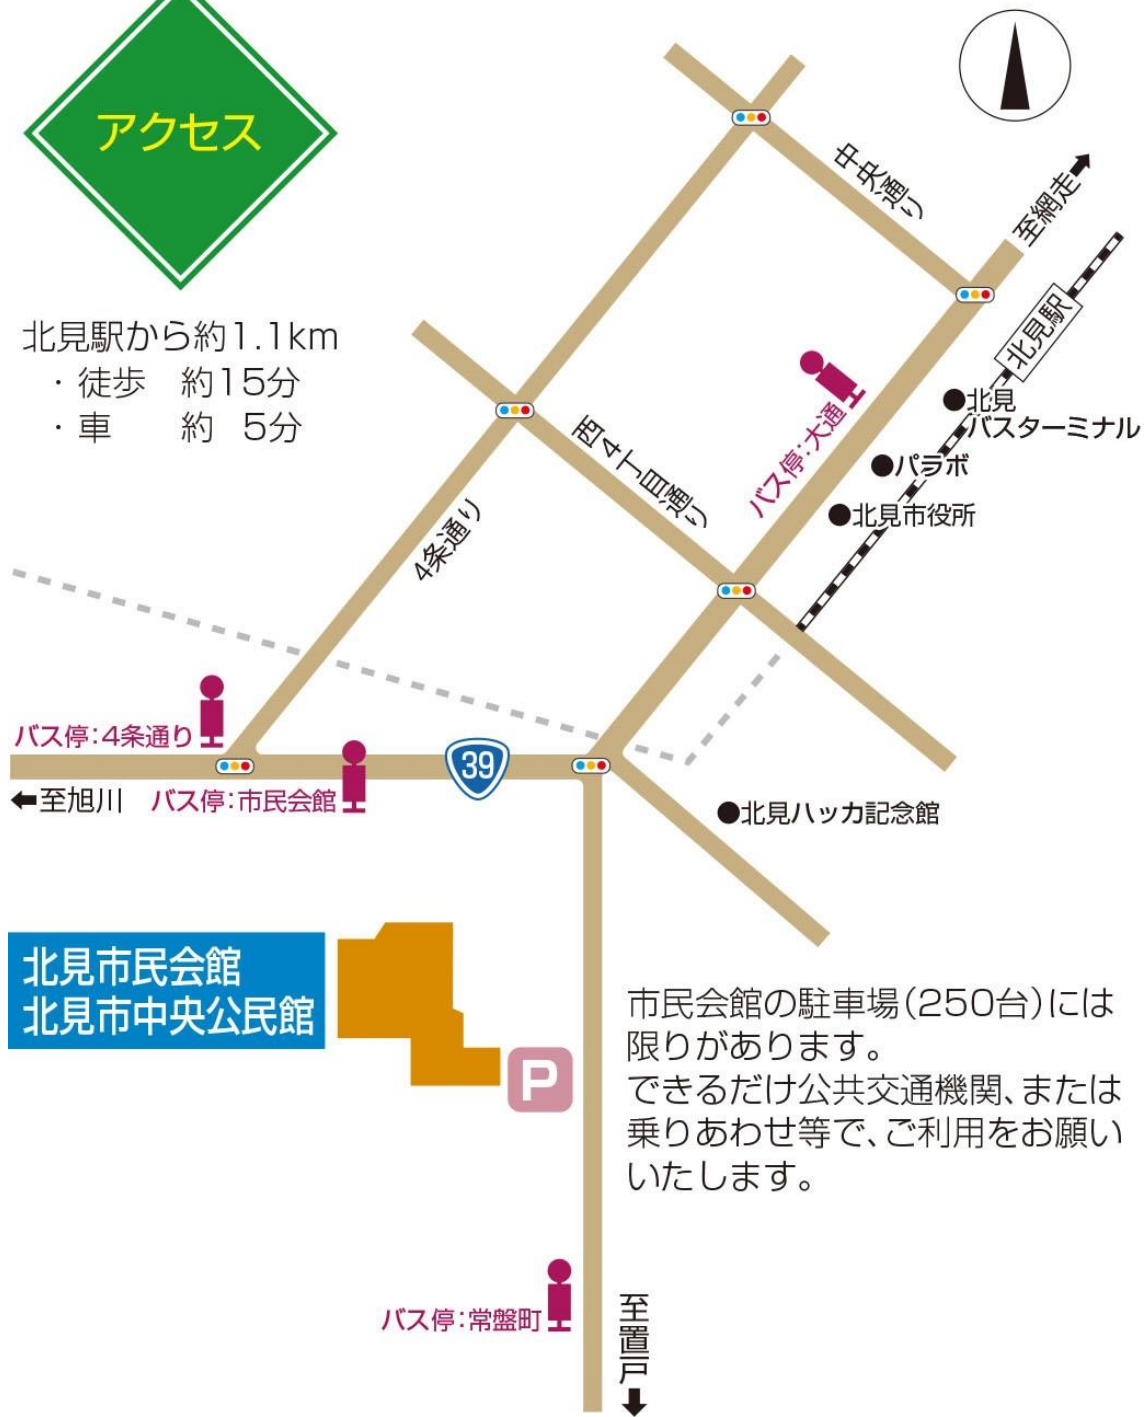 アクセス
北見駅から約1.1km
・徒歩　約15分
・車　　約 5分
中央通り
至網走
北見駅
北見
バスターミナル
パラボ
北見市役所
バス停:大通
西4丁目通り
4条通り
バス停:4条通り
39
至旭川
バス停:市民会館
北見ハッカ記念館
北見市民会館
北見市中央公民館
P
市民会館の駐車場(250台)には
限りがあります。
できるだけ公共交通機関、または
乗りあわせ等で、ご利用をお願い
いたします。
バス停:常盤町
至置戸